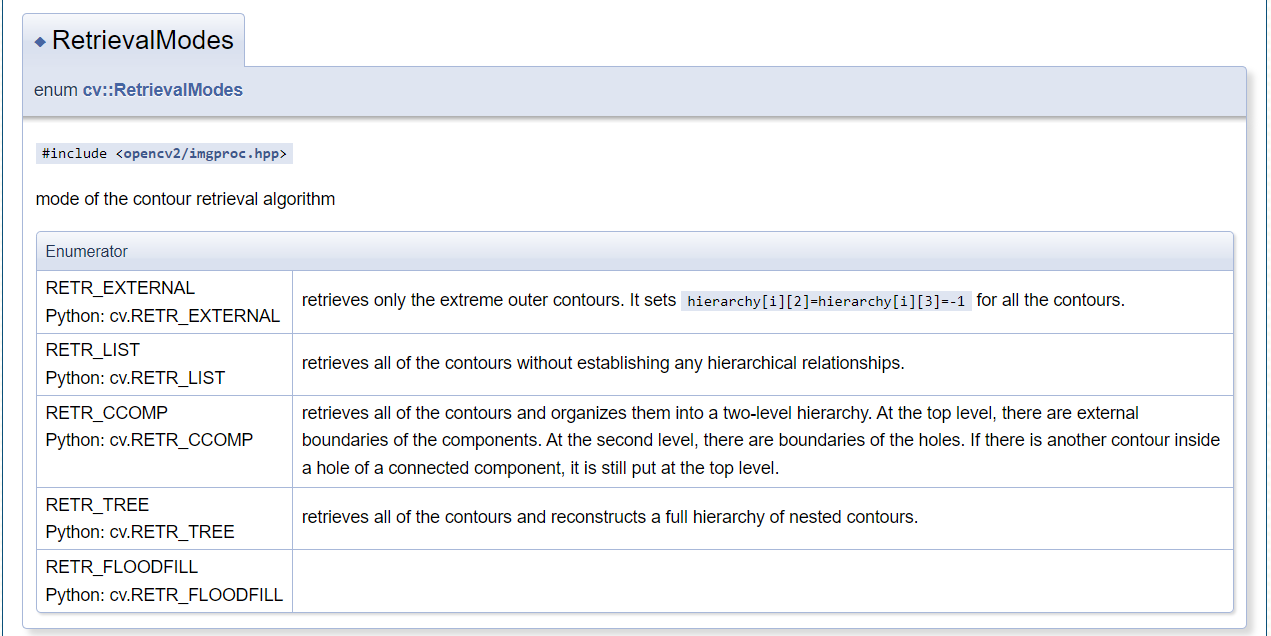 RetrievalModes
enum cv::RetrievalModes
#include <opencv2/imgproc.hpp>
mode of the contour retrieval algorithm
Enumerator
RETR_EXTERNAL
Python: cv.RETR_EXTERNAL
retrieves only the extreme outer contours. It sets hierarchy[i][2]=hierarchy[i][3]=-1 for all the contours.
RETR_LIST
Python: cv.RETR_LIST
retrieves all of the contours without establishing any hierarchical relationships.
RETR_CCOMP
Python: cv.RETR_CCOMP
retrieves all of the contours and organizes them into a two-level hierarchy. At the top level, there are external
boundaries of the components. At the second level, there are boundaries of the holes. If there is another contour inside
a hole of a connected component, it is still put at the top level.
RETR_TREE
Python: cv.RETR_TREE
retrieves all of the contours and reconstructs a full hierarchy of nested contours.
RETR_FLOODFILL
Python: cv.RETR_FLOODFILL